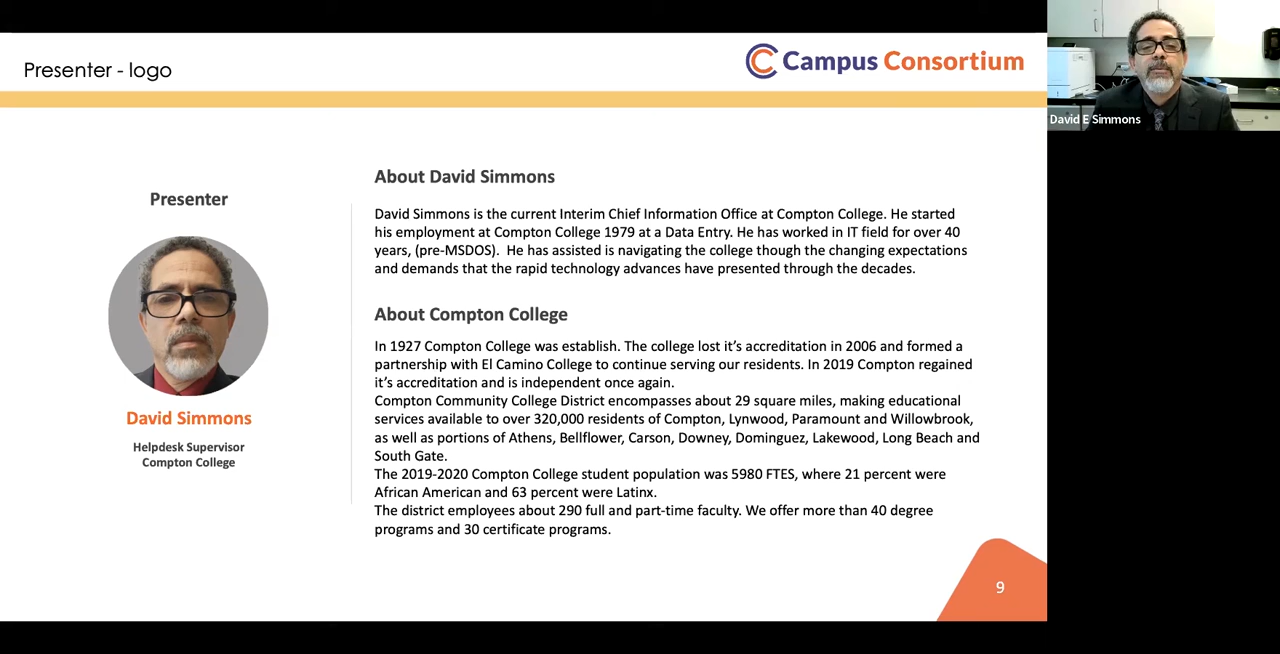 Presenter - logo
Campus Consortium
David E Simmons
Presenter
David Simmons
Helpdesk Supervisor
Compton College
About David Simmons
David Simmons is the current Interim Chief Information Office at Compton College. He started
his employment at Compton College 1979 at a Data Entry. He has worked in IT field for over 40
years, (pre-MSDOS).  He has assisted is navigating the college though the changing expectations
and demands that the rapid technology advances have presented through the decades.
About Compton College
In 1927 Compton College was establish. The college lost it’s accreditation in 2006 and formed a
partnership with El Camino College to continue serving our residents. In 2019 Compton regained
it’s accreditation and is independent once again.
Compton Community College District encompasses about 29 square miles, making educational
services available to over 320,000 residents of Compton, Lynwood, Paramount and Willowbrook,
as well as portions of Athens, Bellflower, Carson, Downey, Dominguez, Lakewood, Long Beach and
South Gate.
The 2019-2020 Compton College student population was 5980 FTES, where 21 percent were
African American and 63 percent were Latinx.
The district employees about 290 full and part-time faculty. We offer more than 40 degree
programs and 30 certificate programs.
9